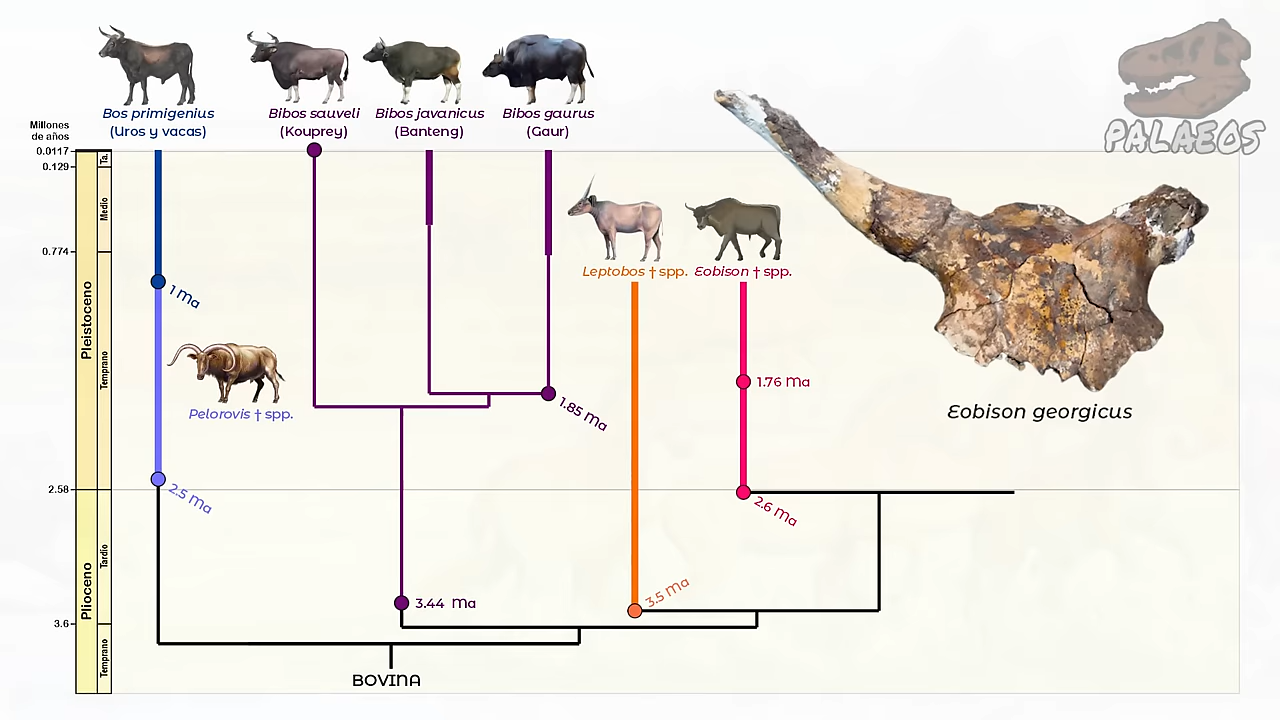 PALAEOS
Bos primigenius
(Uros y vacas)
Bibos sauveli
(Kouprey)
Bibos javanicus
(Banteng)
Bibos gaurus
(Gaur)
Millones
de años
0.0117
0.129
0.774
2.58
3.6
Pleistoceno
Plioceno
Ta.
Medio
Temprano
Tardío
Temprano
Leptobos † spp.
Eobison † spp.
1 Ma
Pelorovis † spp.
1.76 Ma
1.85 Ma
Eobison georgicus
2.5 Ma
2.6 Ma
3.44 Ma
3.5 Ma
BOVINA